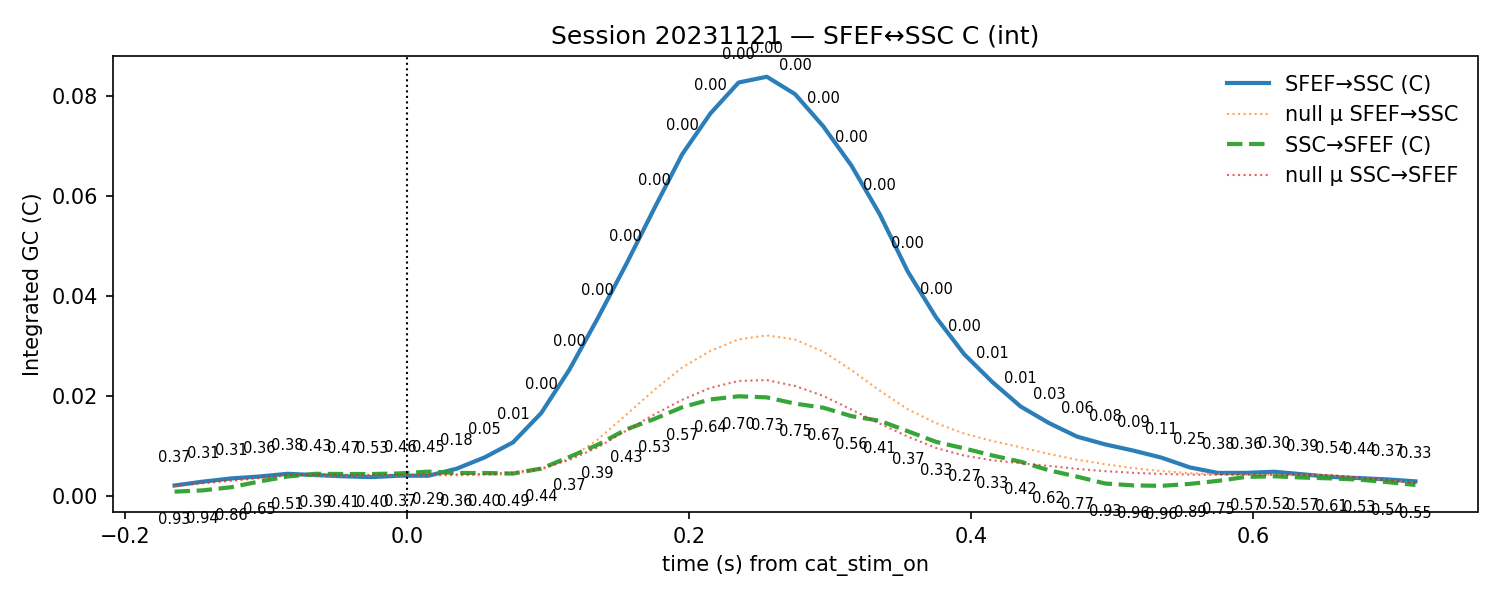 Session 20231121 — SFEF↔SSC C (int)
Integrated GC (C)
0.08
0.06
0.04
0.02
0.00
SFEF→SSC (C)
null μ SFEF→SSC
SSC→SFEF (C)
null μ SSC→SFEF
0.37 0.31 0.31 0.36 0.38 0.43 0.47 0.53 0.46 0.45 0.18 0.05 0.01 0.00 0.00 0.00 0.00 0.00 0.00 0.00 0.00 0.00 0.00 0.00 0.00 0.00 0.00 0.00 0.00 0.01 0.01 0.03 0.06 0.08 0.09 0.11 0.25 0.38 0.36 0.30 0.39 0.54 0.44 0.37 0.33
0.93 0.94 0.86 0.65 0.51 0.39 0.41 0.40 0.37 0.29 0.36 0.40 0.49 0.44 0.37 0.39 0.43 0.53 0.57 0.64 0.70 0.73 0.75 0.67 0.56 0.41 0.37 0.33 0.27 0.33 0.42 0.62 0.77 0.93 0.96 0.96 0.89 0.75 0.57 0.52 0.57 0.61 0.53 0.54 0.55
−0.2 0.0 0.2 0.4 0.6
time (s) from cat_stim_on